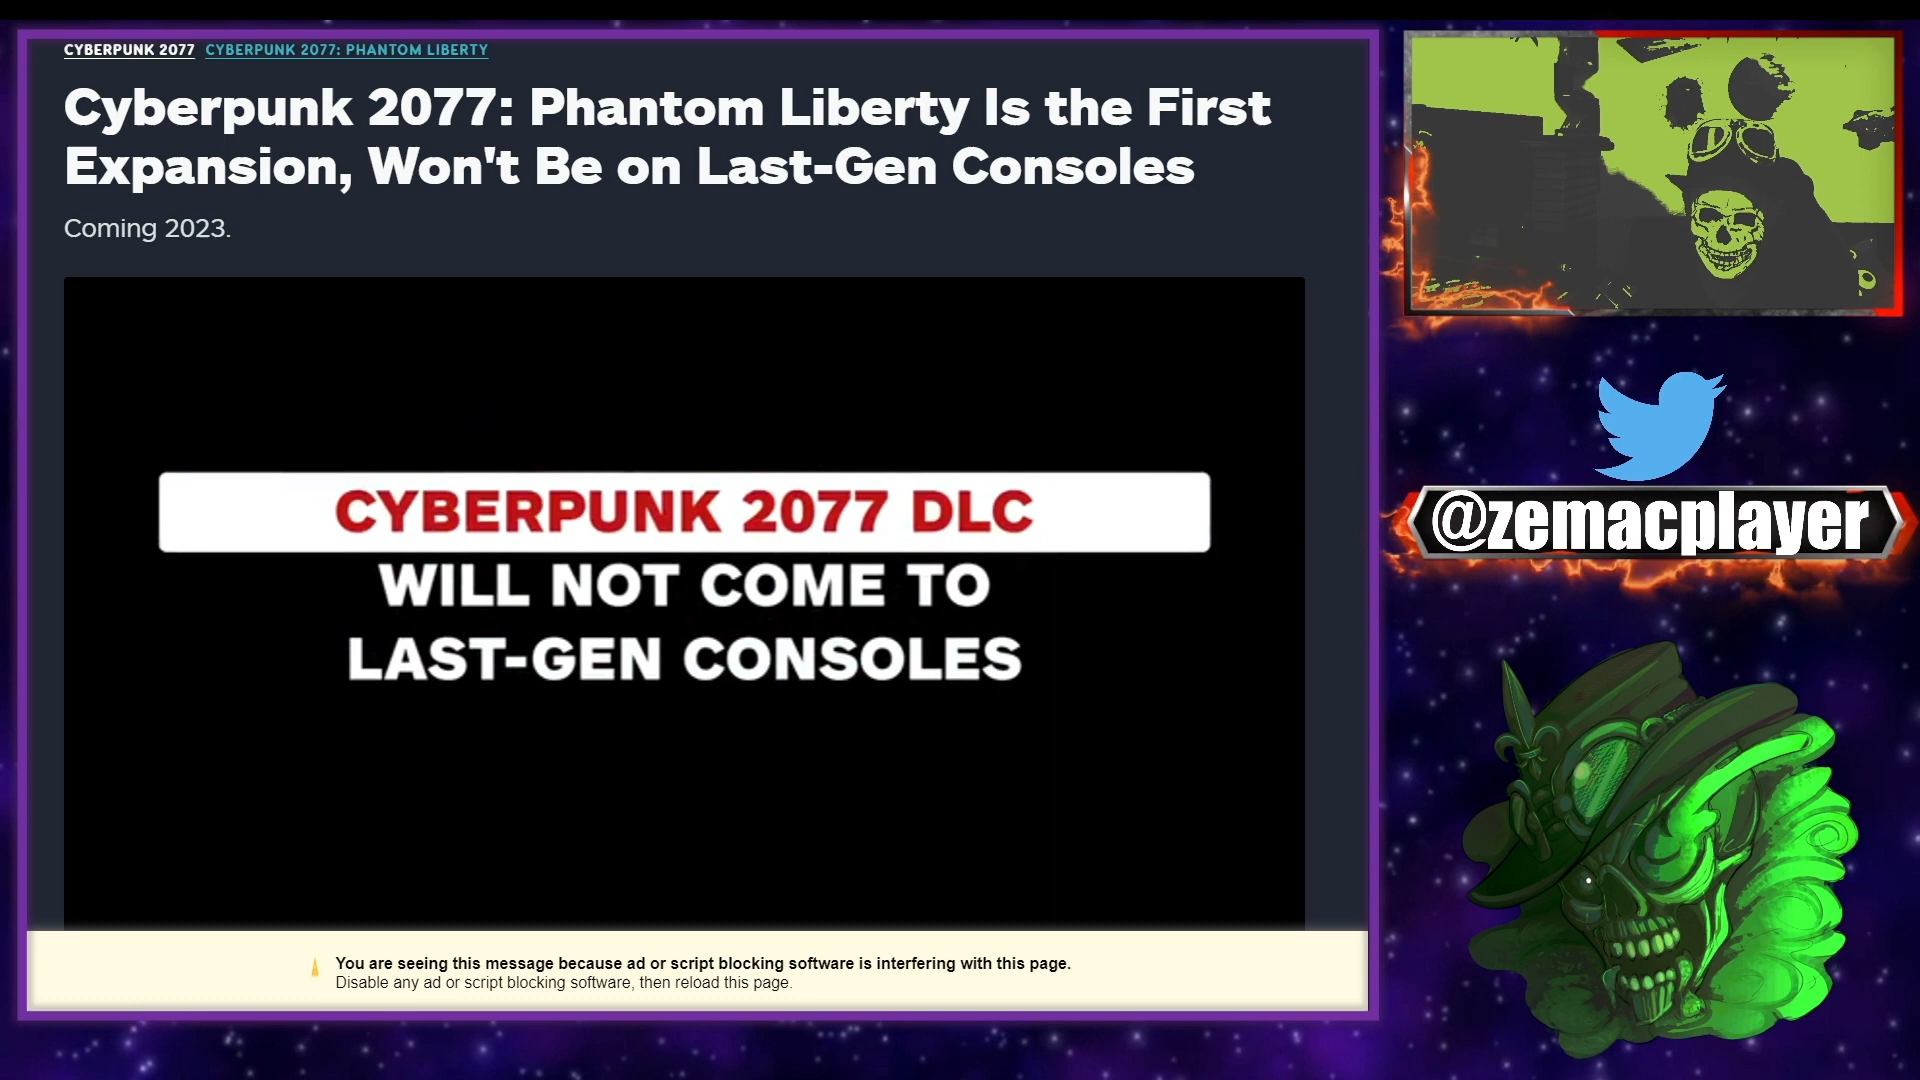 CYBERPUNK 2077 CYBERPUNK 2077: PHANTOM LIBERTY
Cyberpunk 2077: Phantom Liberty Is the First
Expansion, Won't Be on Last-Gen Consoles
Coming 2023.
CYBERPUNK 2077 DLC
WILL NOT COME TO
LAST-GEN CONSOLES
You are seeing this message because ad or script blocking software is interfering with this page.
Disable any ad or script blocking software, then reload this page.
@zemacplayer